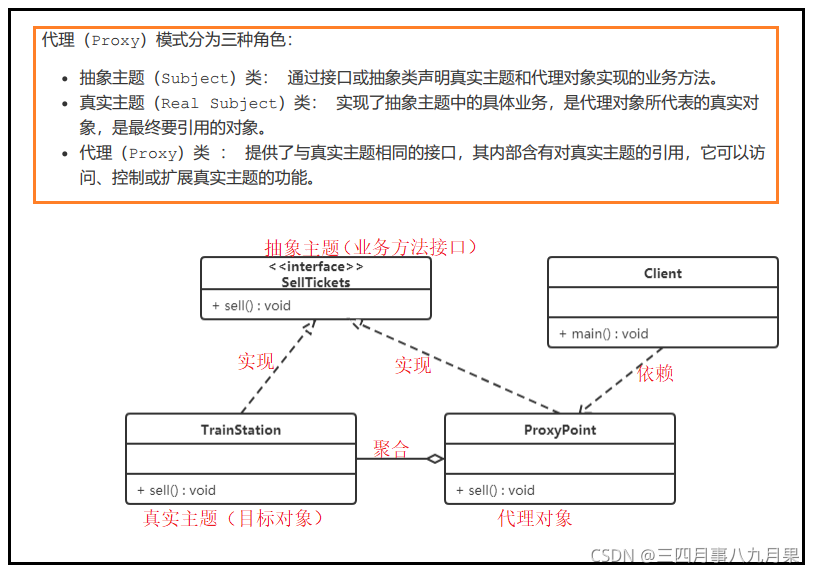 代理（Proxy）模式分为三种角色：
• 抽象主题（Subject）类： 通过接口或抽象类声明真实主题和代理对象实现的业务方法。
• 真实主题（Real Subject）类： 实现了抽象主题中的具体业务，是代理对象所代表的真实对
象，是最终要引用的对象。
• 代理（Proxy）类 ： 提供了与真实主题相同的接口，其内部含有对真实主题的引用，它可以访
问、控制或扩展真实主题的功能。
抽象主题（业务方法接口）
<<interface>>
SellTickets
+ sell() : void
Client
+ main() : void
实现
实现
依赖
TrainStation
+ sell() : void
聚合
ProxyPoint
+ sell() : void
真实主题（目标对象）
代理对象
CSDN @三四月事八九月果